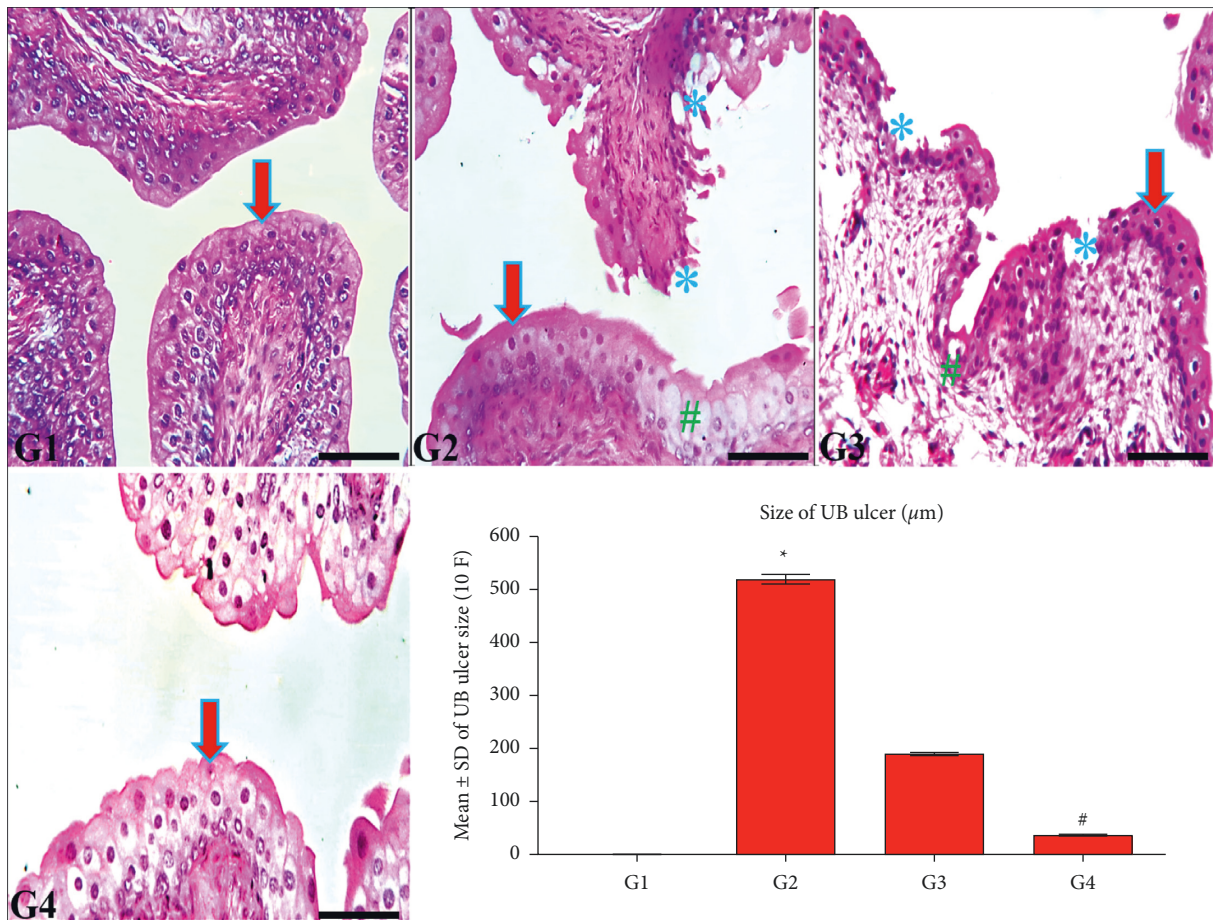 G1
G2
*
*
#
G3
*
*
#
G4
Size of UB ulcer (µm)
Mean ± SD of UB ulcer size (10 F)
600
500
400
300
200
100
0
*
#
G1 G2 G3 G4